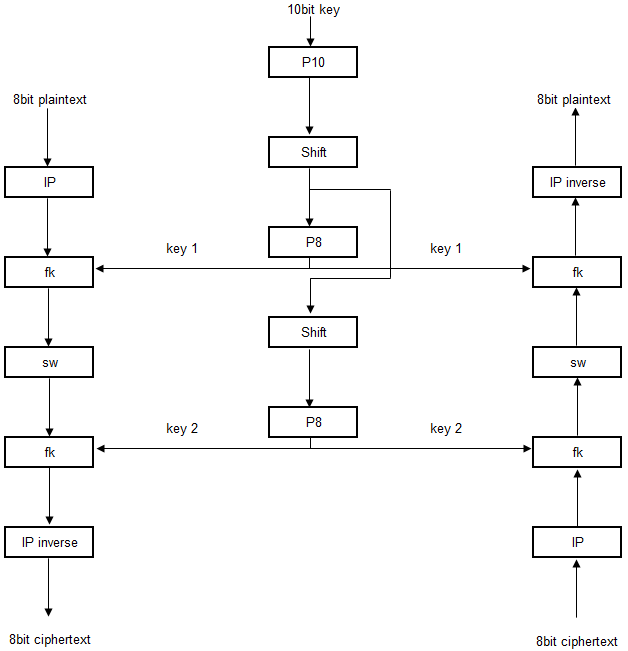 10bit key
P10
8bit plaintext
8bit plaintext
Shift
IP
IP inverse
P8
key 1
key 1
fk
fk
Shift
sw
sw
P8
key 2
key 2
fk
fk
IP inverse
IP
8bit ciphertext
8bit ciphertext